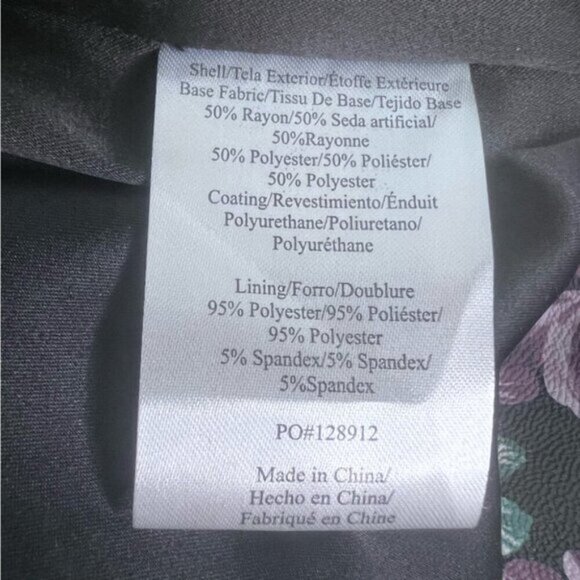 Shell/Tela Exterior/Étoffe Extérieure
Base Fabric/Tissu De Base/Tejido Base
50% Rayon/50% Seda artificial/
50%Rayonne
50% Polyester/50% Poliéster/
50% Polyester
Coating/Revestimiento/Énduit
Polyurethane/Poliuretano/
Polyuréthane
Lining/Forro/Doublure
95% Polyester/95% Poliéster/
95% Polyester
5% Spandex/5% Spandex/
5%Spandex
PO#128912
Made in China/
Hecho en China/
Fabriqué en Chine